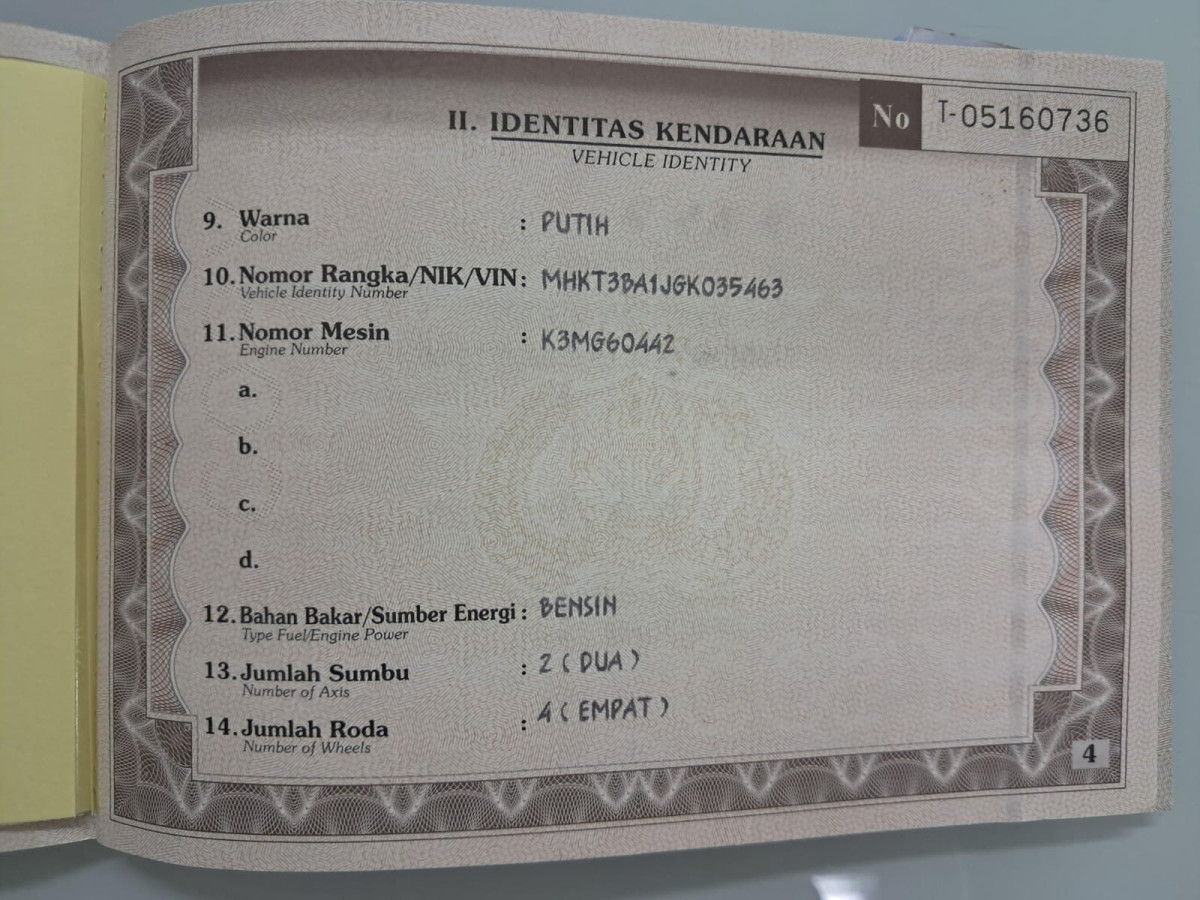 No T-05160736
II. IDENTITAS KENDARAAN
VEHICLE IDENTITY
9. Warna : PUTIH
Color
10. Nomor Rangka/NIK/VIN : MHKT3BA1JGK035463
Vehicle Identity Number
11. Nomor Mesin : K3MG60442
Engine Number
a.
b.
c.
d.
12. Bahan Bakar/Sumber Energi : BENSIN
Type Fuel/Engine Power
13. Jumlah Sumbu : 2 ( DUA )
Number of Axis
14. Jumlah Roda : 4 ( EMPAT )
Number of Wheels
4